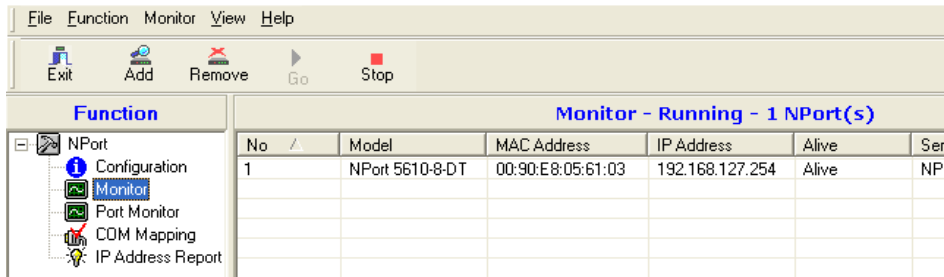 File Function Monitor View Help
Exit Add Remove Go Stop
Function
Monitor - Running - 1 NPort(s)
NPort
Configuration
Monitor
Port Monitor
COM Mapping
IP Address Report
No Model MAC Address IP Address Alive Ser
1 NPort 5610-8-DT 00:90:E8:05:61:03 192.168.127.254 Alive NP